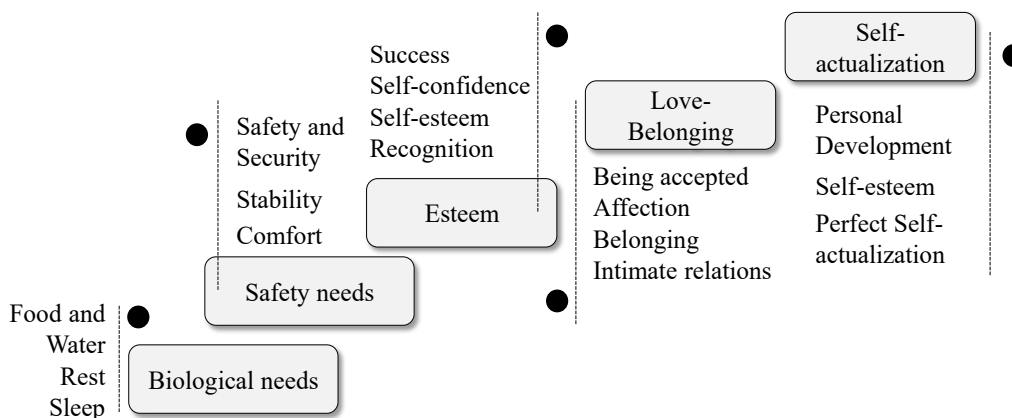 Food and
Water
Rest
Sleep
Biological needs
Safety and
Security
Stability
Comfort
Safety needs
Success
Self-confidence
Self-esteem
Recognition
Esteem
Love-
Belonging
Being accepted
Affection
Belonging
Intimate relations
Self-
actualization
Personal
Development
Self-esteem
Perfect Self-
actualization